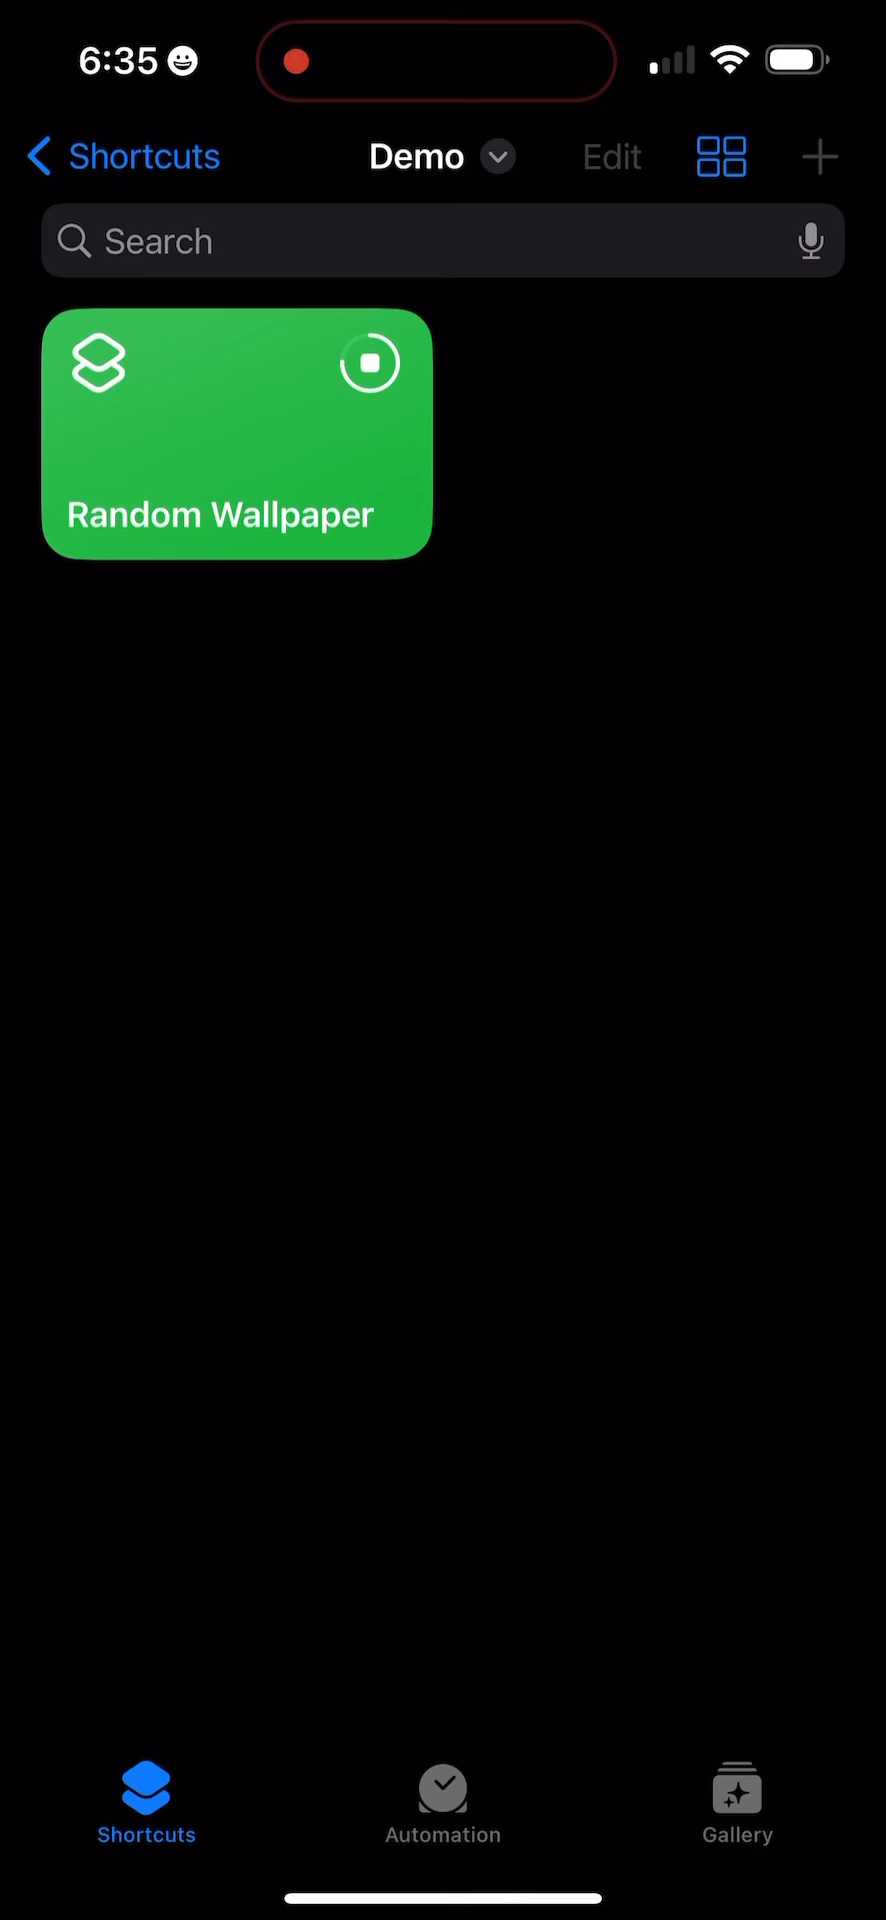 6:35
Shortcuts
Demo
Edit
Search
Random Wallpaper
Shortcuts
Automation
Gallery